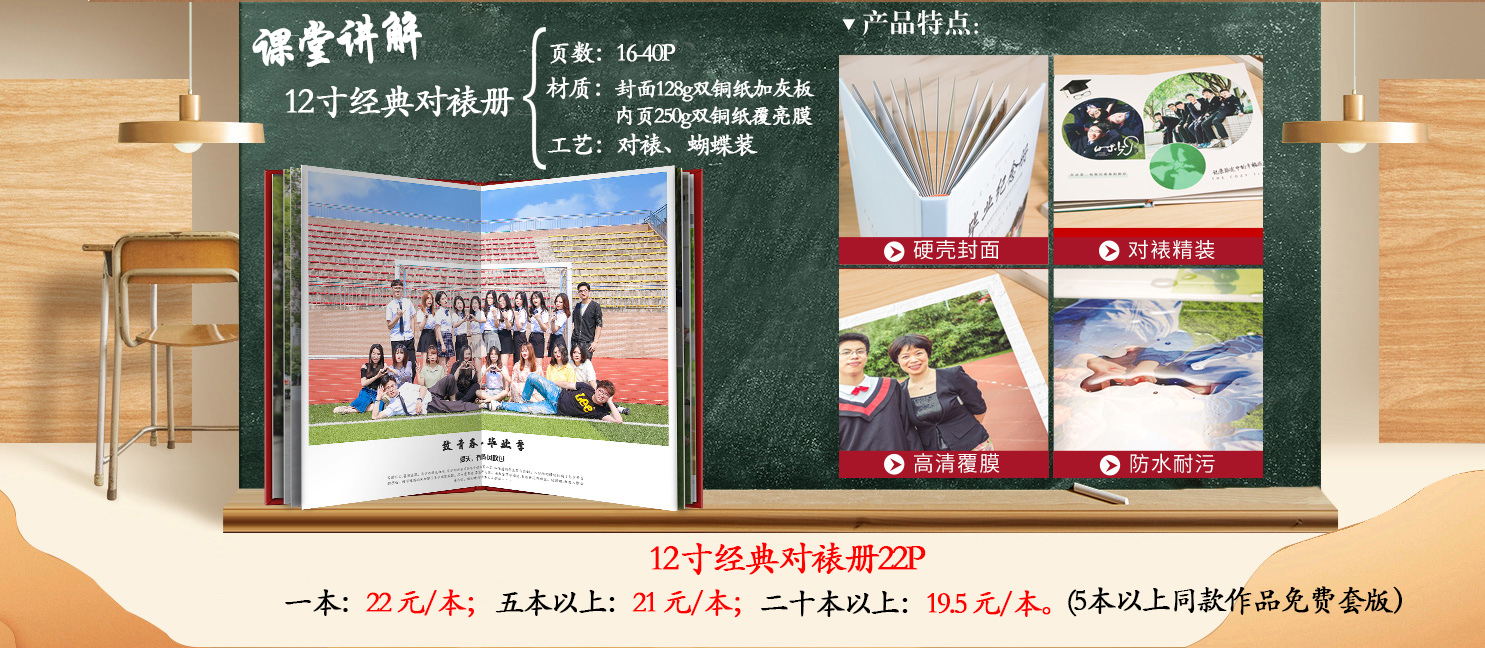 课堂讲解
12寸经典对裱册
页数：16-40P
材质：封面128g双铜纸加灰板
内页250g双铜纸覆亮膜
工艺：对裱、蝴蝶装
▼产品特点:
毕业纪念册
硬壳封面
对裱精装
高清覆膜
防水耐污
Lee
致青春·毕业季
12寸经典对裱册22P
一本：22元/本；五本以上：21元/本；二十本以上：19.5元/本。(5本以上同款作品免费套版)